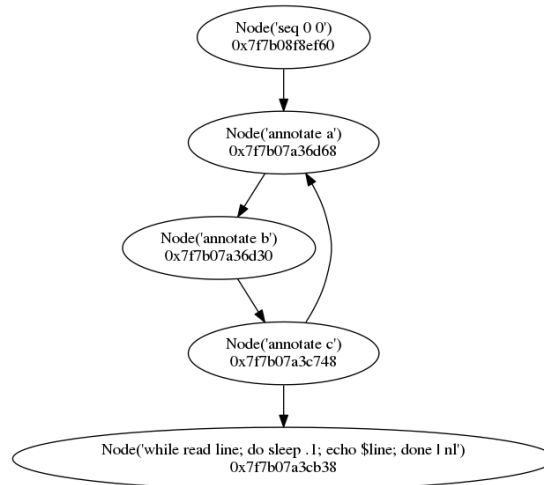 Node('seq 0 0')
0x7f7b08f8ef60
Node('annotate a')
0x7f7b07a36d68
Node('annotate b')
0x7f7b07a36d30
Node('annotate c')
0x7f7b07a3c748
Node('while read line; do sleep .1; echo $line; done | nl')
0x7f7b07a3cb38